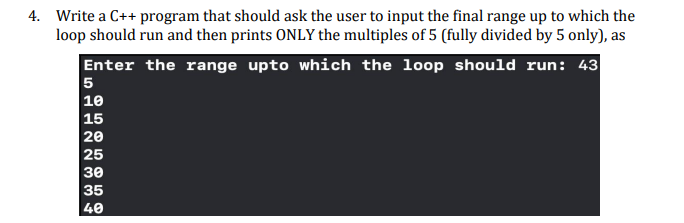 4. Write a C++ program that should ask the user to input the final range up to which the
loop should run and then prints ONLY the multiples of 5 (fully divided by 5 only), as
Enter the range upto which the loop should run: 43
5
10
15
20
25
30
35
40